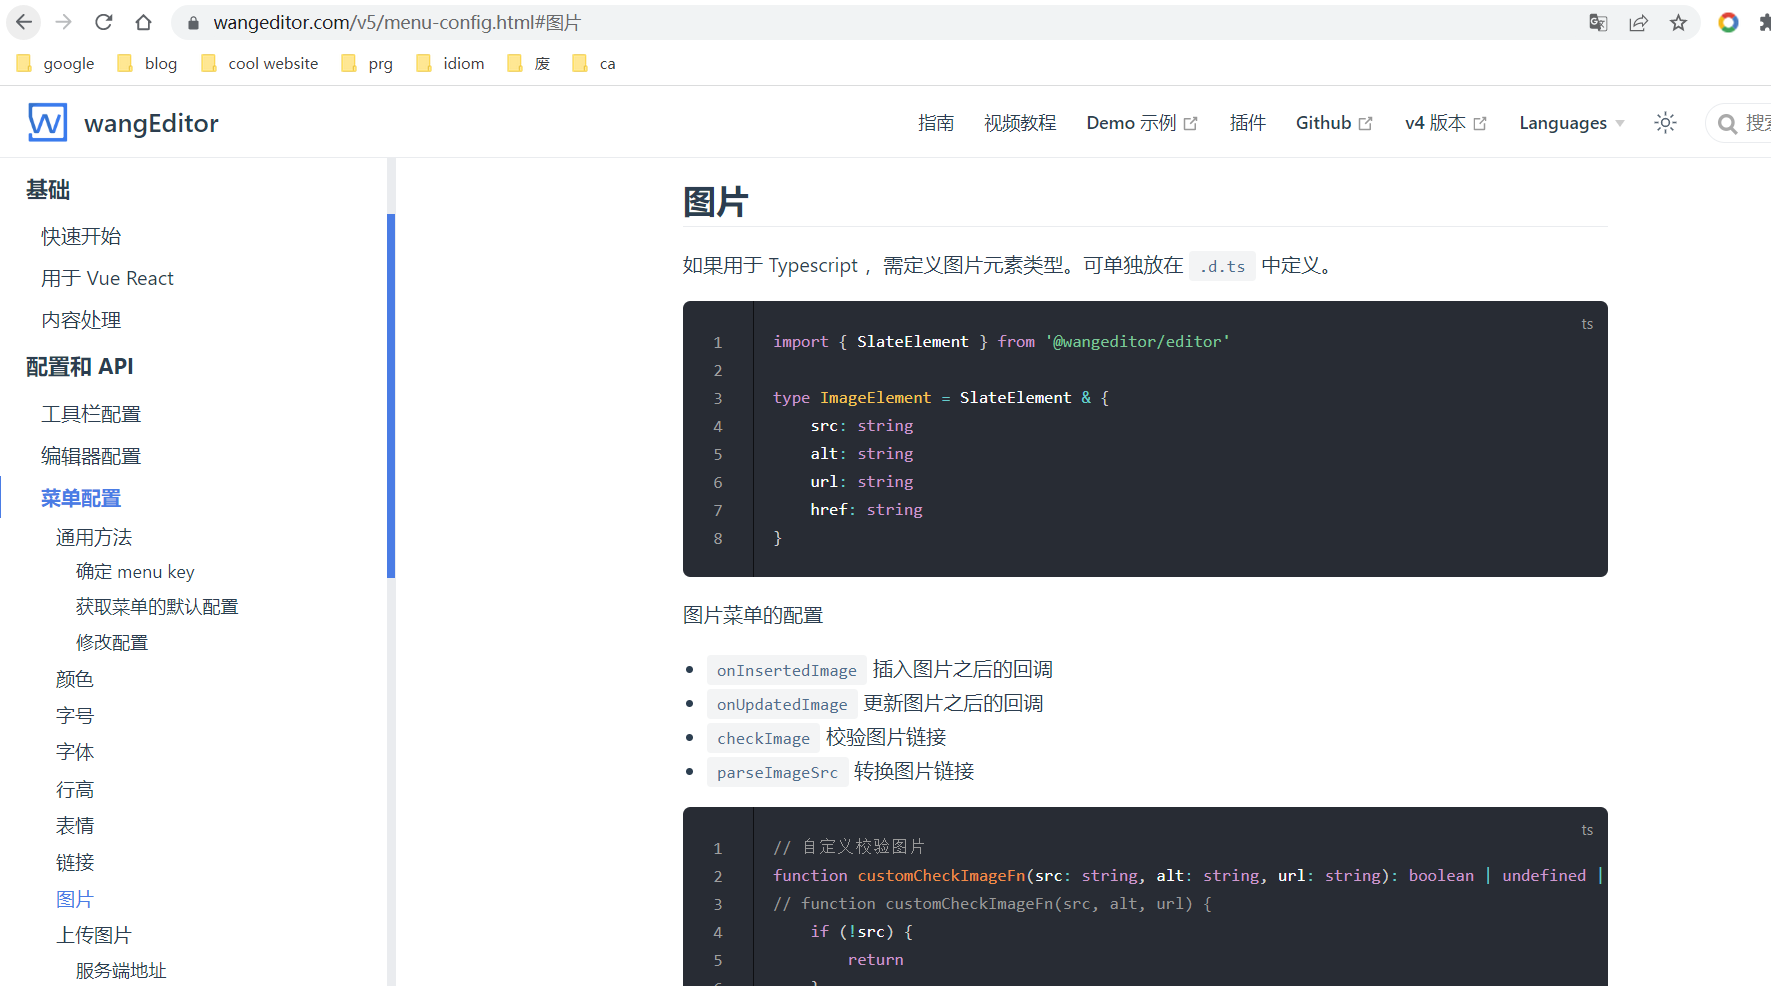 wangeditor.com/v5/menu-config.html#图片
google blog cool website prg idiom 废 ca
wangEditor
指南 视频教程 Demo 示例 插件 Github v4 版本 Languages 搜索
基础
快速开始
用于 Vue React
内容处理
配置和 API
工具栏配置
编辑器配置
菜单配置
通用方法
确定 menu key
获取菜单的默认配置
修改配置
颜色
字号
字体
行高
表情
链接
图片
上传图片
服务端地址
图片
如果用于 Typescript ，需定义图片元素类型。可单独放在 .d.ts 中定义。
ts
1 import { SlateElement } from '@wangeditor/editor'
2
3 type ImageElement = SlateElement & {
4 src: string
5 alt: string
6 url: string
7 href: string
8 }
图片菜单的配置
onInsertedImage 插入图片之后的回调
onUpdatedImage 更新图片之后的回调
checkImage 校验图片链接
parseImageSrc 转换图片链接
ts
1 // 自定义校验图片
2 function customCheckImageFn(src: string, alt: string, url: string): boolean | undefined |
3 // function customCheckImageFn(src, alt, url) {
4 if (!src) {
5 return